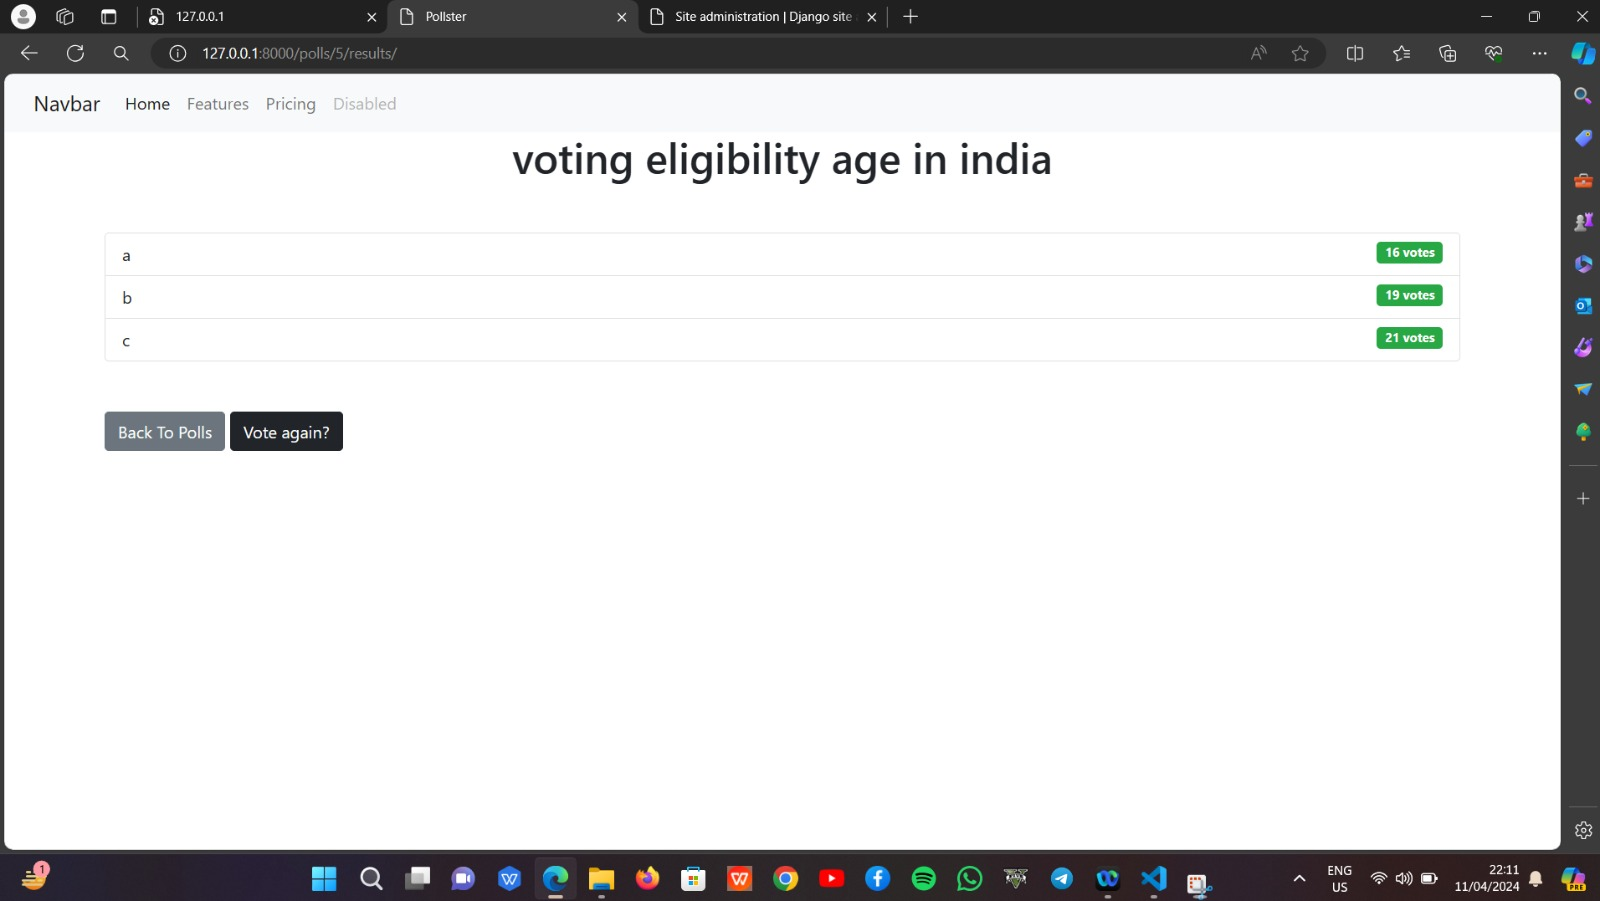 127.0.0.1
Pollster
Site administration | Django site
127.0.0.1:8000/polls/5/results/
Navbar Home Features Pricing Disabled
voting eligibility age in india
a 16 votes
b 19 votes
c 21 votes
Back To Polls Vote again?
1
ENG
US
22:11
11/04/2024
PRE